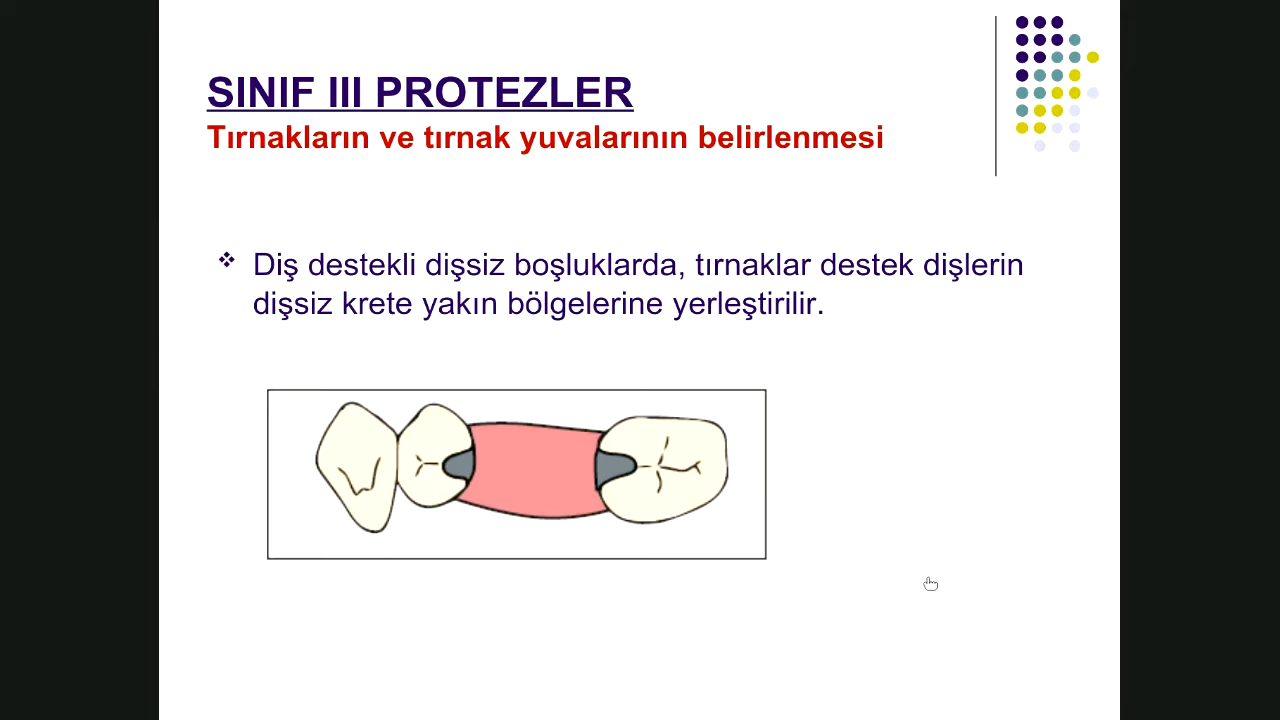 SINIF III PROTEZLER
Tırnakların ve tırnak yuvalarının belirlenmesi
Diş destekli dişsiz boşluklarda, tırnaklar destek dişlerin
dişsiz krete yakın bölgelerine yerleştirilir.